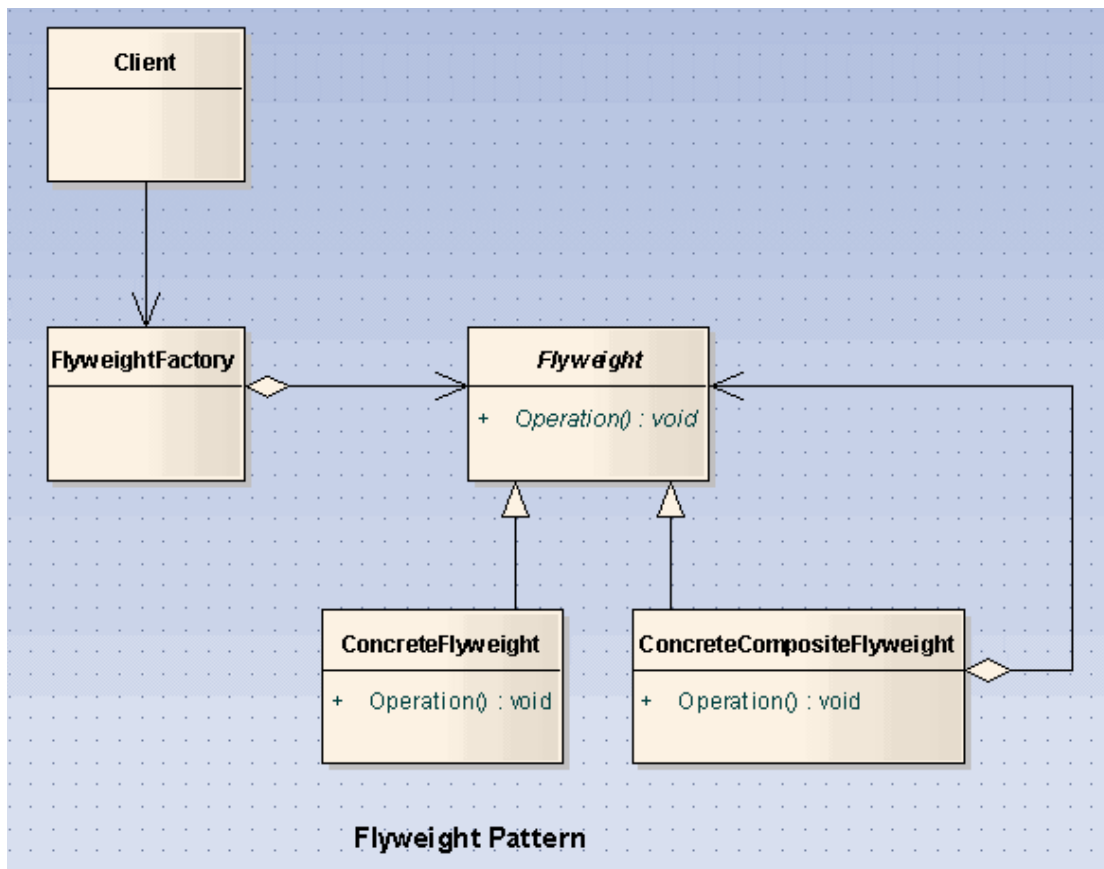 Client
FlyweightFactory
Flyweight
+ Operation() : void
ConcreteFlyweight
+ Operation() : void
ConcreteCompositeFlyweight
+ Operation() : void
Flyweight Pattern